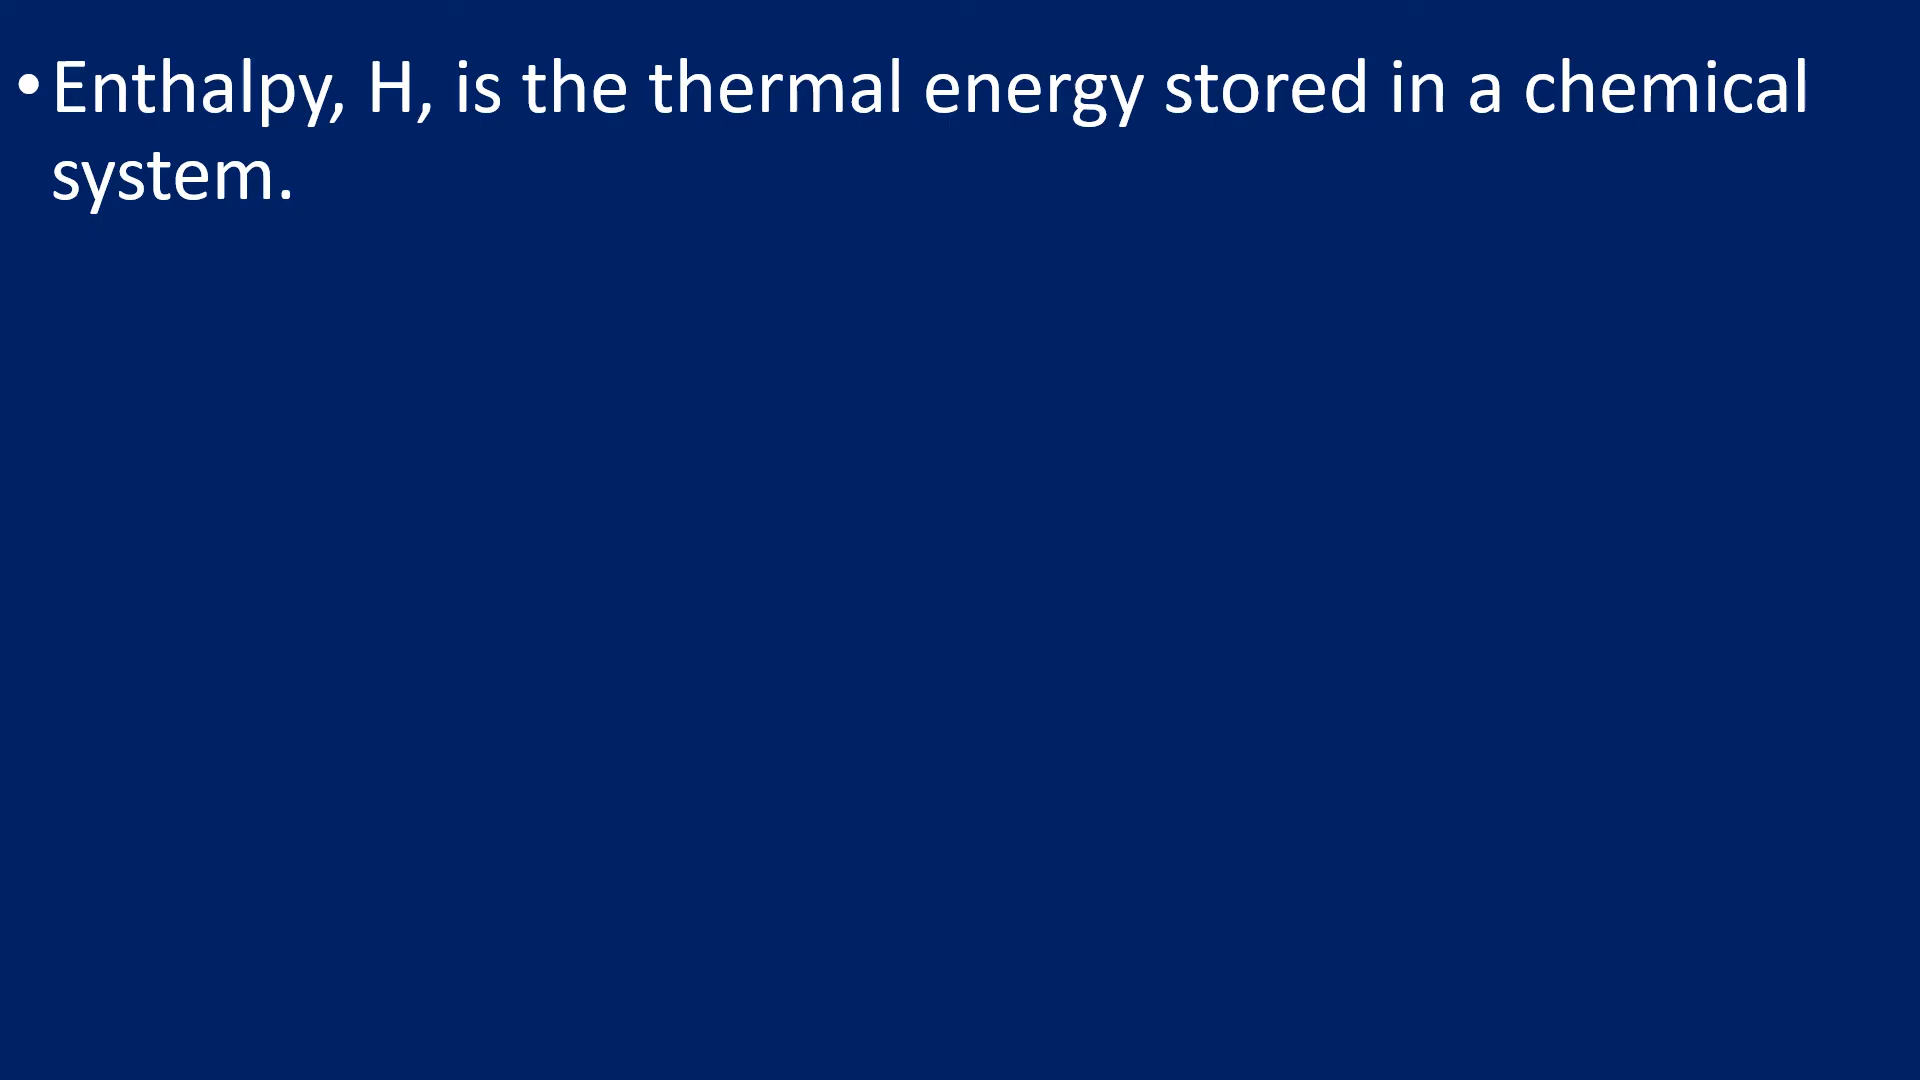 •Enthalpy, H, is the thermal energy stored in a chemical
system.